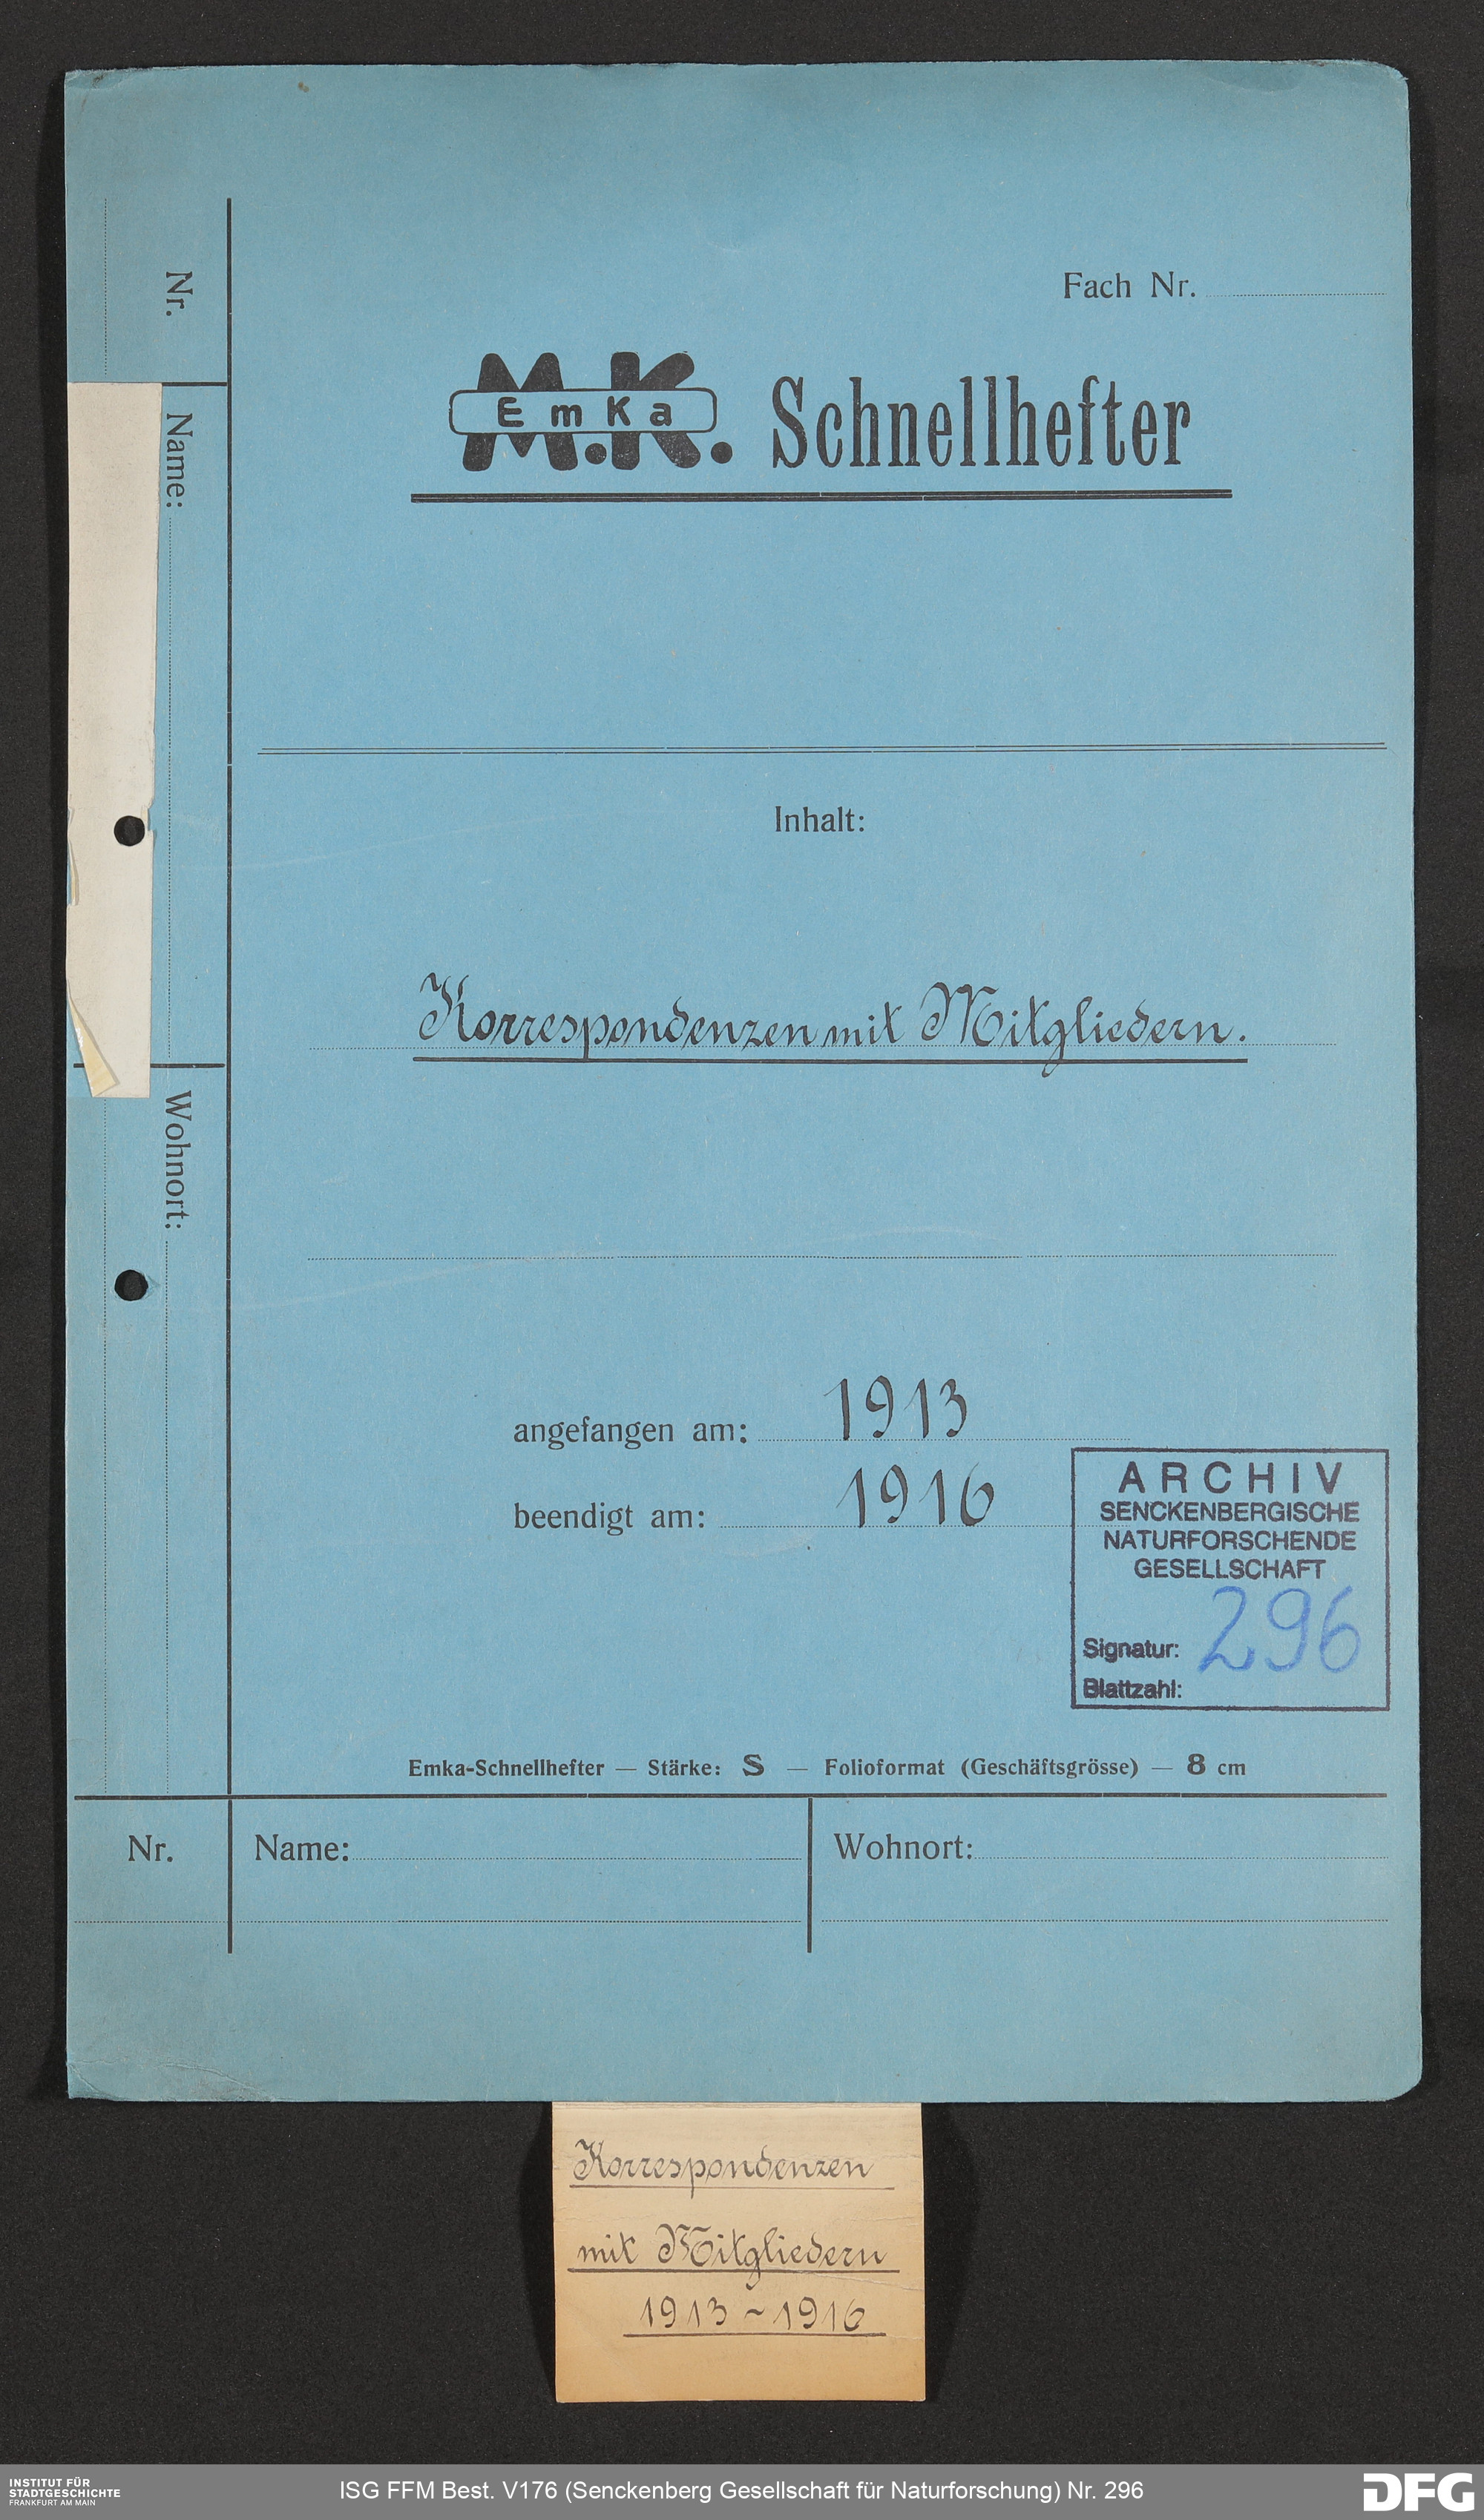 Fach Nr.
M.K. EmKa Schnellhefter
Inhalt:
Korrespondenzen mit Mitgliedern.
angefangen am: 1913
beendigt am: 1916
ARCHIV
SENCKENBERGISCHE
NATURFORSCHENDE
GESELLSCHAFT
Signatur: 296
Blattzahl:
Emka-Schnellhefter — Stärke: S — Folioformat (Geschäftsgrösse) — 8 cm
Nr. Name: Wohnort:
Nr.
Name:
Wohnort:
Korrespondenzen
mit Mitgliedern
1913 ~ 1916
INSTITUT FÜR
STADTGESCHICHTE
FRANKFURT AM MAIN
ISG FFM Best. V176 (Senckenberg Gesellschaft für Naturforschung) Nr. 296
DFG